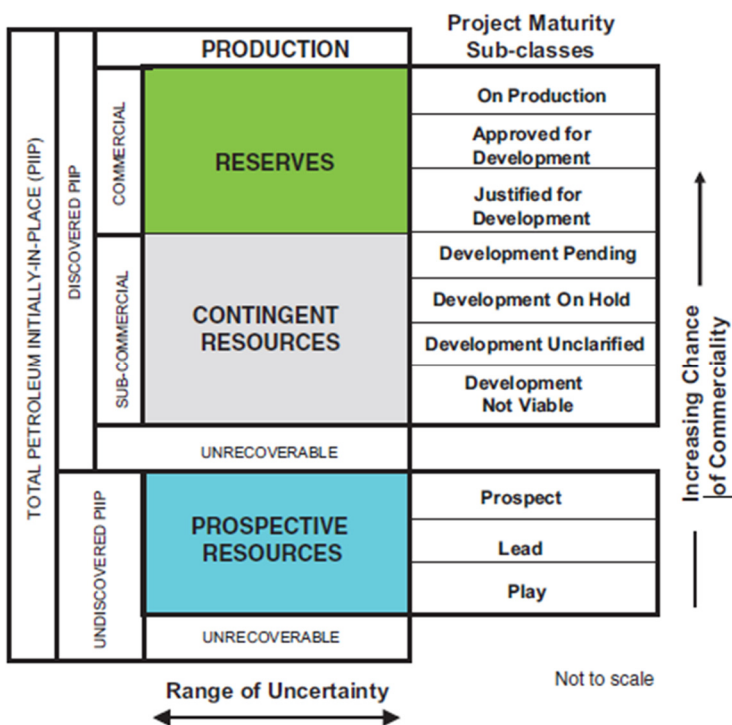 Project Maturity
Sub-classes
PRODUCTION
TOTAL PETROLEUM INITIALLY-IN-PLACE (PIIP)
DISCOVERED PIIP
COMMERCIAL
RESERVES
On Production
Approved for
Development
Justified for
Development
SUB-COMMERCIAL
CONTINGENT
RESOURCES
Development Pending
Development On Hold
Development Unclarified
Development
Not Viable
UNRECOVERABLE
UNDISCOVERED PIIP
PROSPECTIVE
RESOURCES
Prospect
Lead
Play
UNRECOVERABLE
Increasing Chance
of Commerciality
Not to scale
Range of Uncertainty